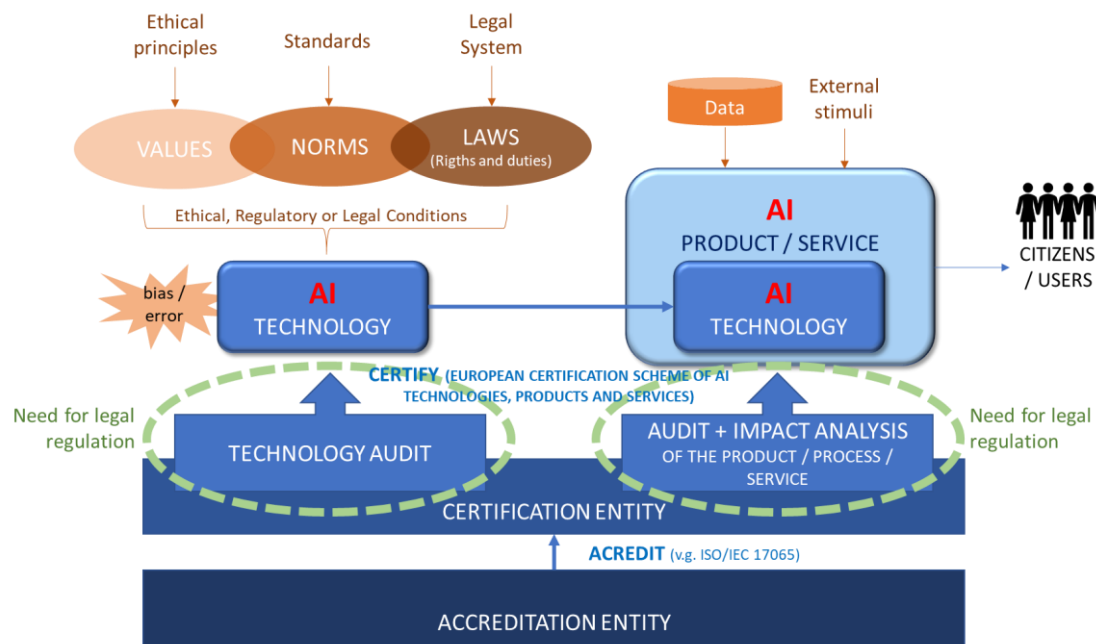 Ethical
principles
Standards
Legal
System
VALUES
NORMS
LAWS
(Rigths and duties)
Ethical, Regulatory or Legal Conditions
bias /
error
AI
TECHNOLOGY
Data
External
stimuli
AI
PRODUCT / SERVICE
AI
TECHNOLOGY
CITIZENS
/ USERS
CERTIFY (EUROPEAN CERTIFICATION SCHEME OF AI
TECHNOLOGIES, PRODUCTS AND SERVICES)
Need for legal
regulation
TECHNOLOGY AUDIT
AUDIT + IMPACT ANALYSIS
OF THE PRODUCT / PROCESS /
SERVICE
Need for legal
regulation
CERTIFICATION ENTITY
ACREDIT (v.g. ISO/IEC 17065)
ACCREDITATION ENTITY